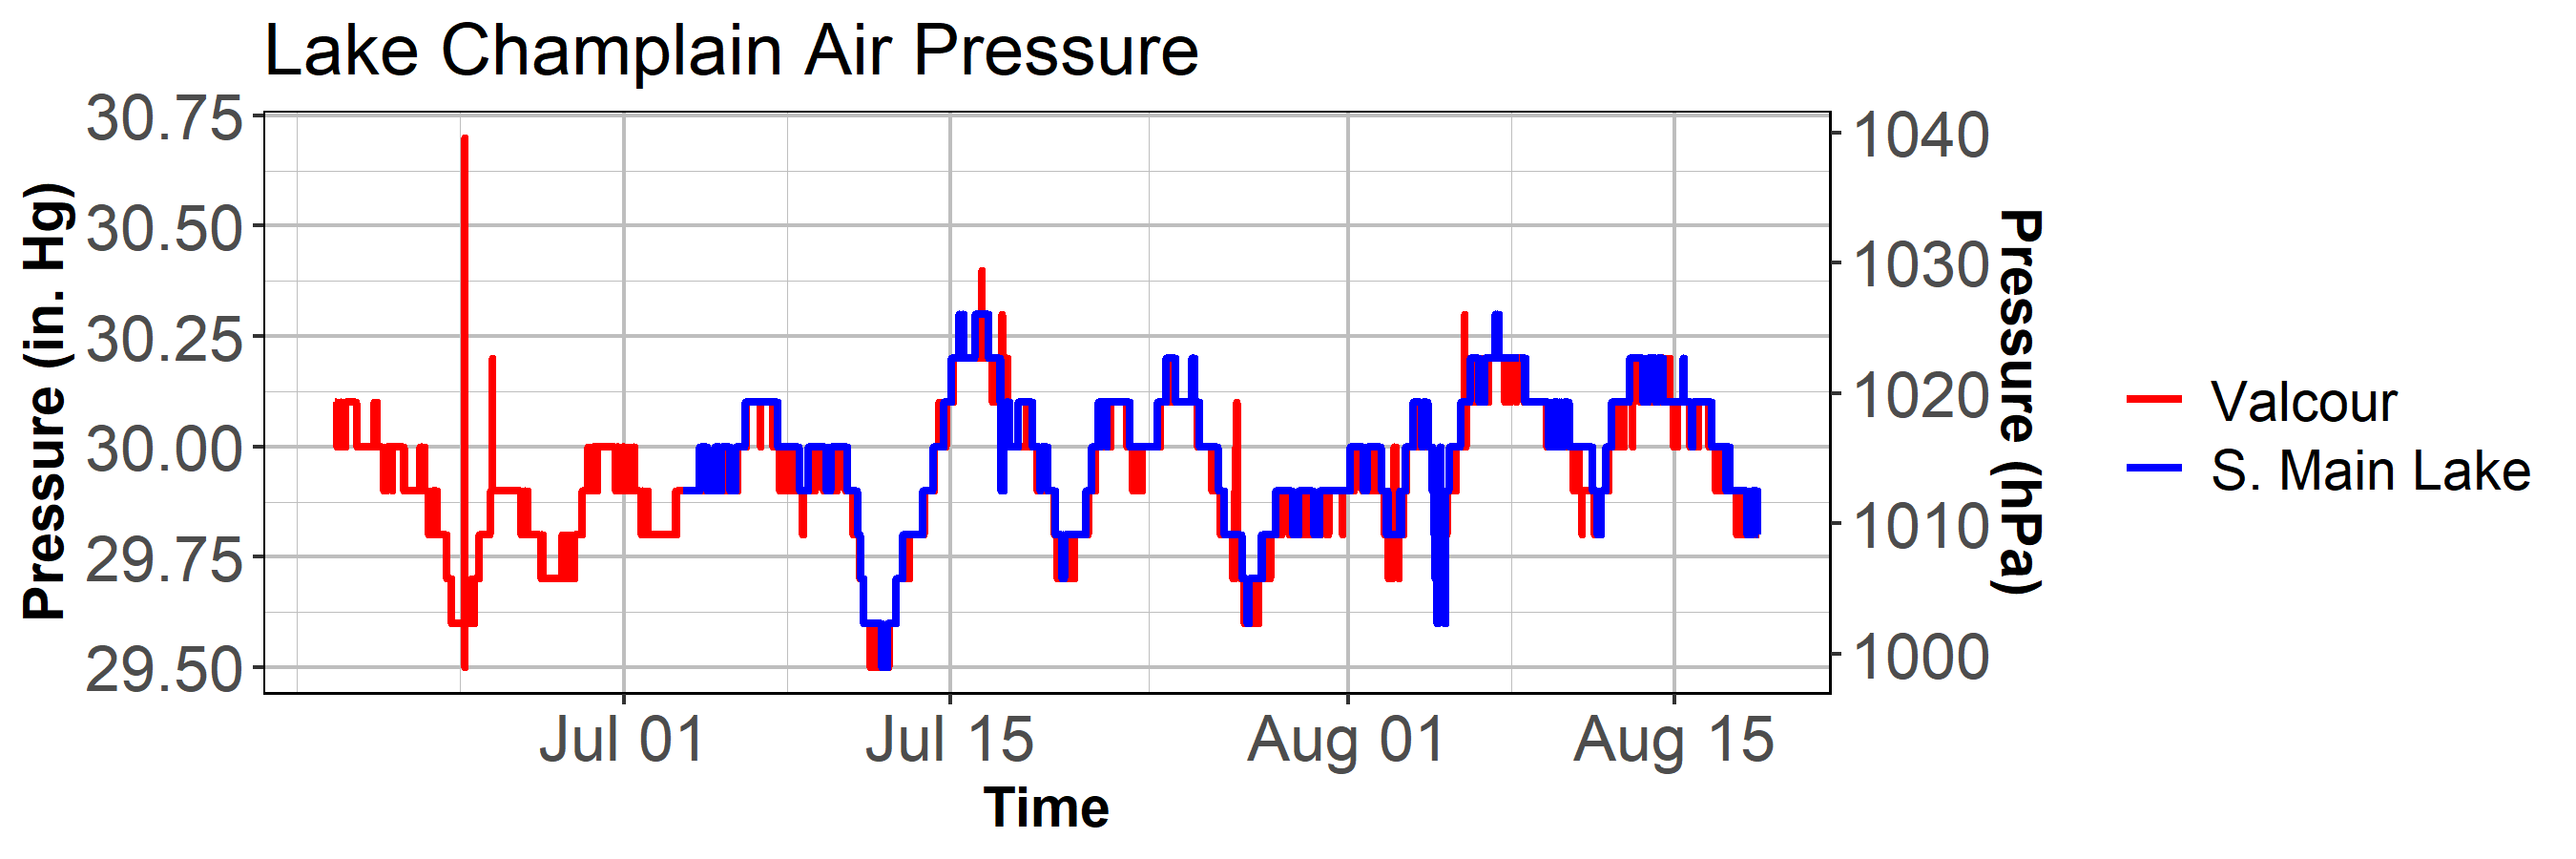 Lake Champlain Air Pressure
Pressure (in. Hg)
30.75
30.50
30.25
30.00
29.75
29.50
1040
1030
1020
1010
1000
Pressure (hPa)
Jul 01 Jul 15 Aug 01 Aug 15
Time
Valcour
S. Main Lake